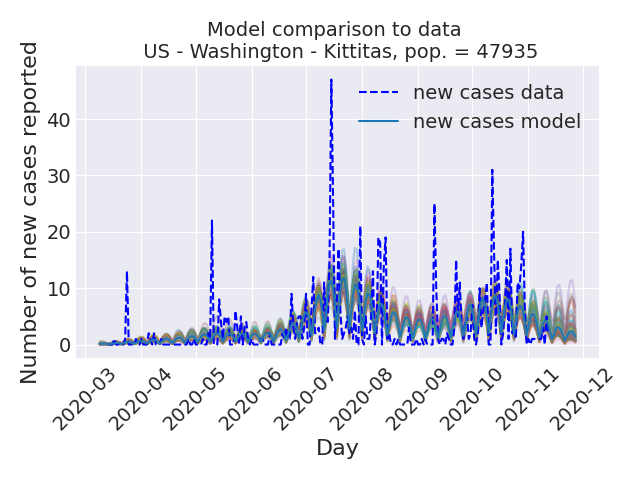 Model comparison to data
US - Washington - Kittitas, pop. = 47935
Number of new cases reported
new cases data
new cases model
40
30
20
10
0
2020-03
2020-04
2020-05
2020-06
2020-07
2020-08
2020-09
2020-10
2020-11
2020-12
Day